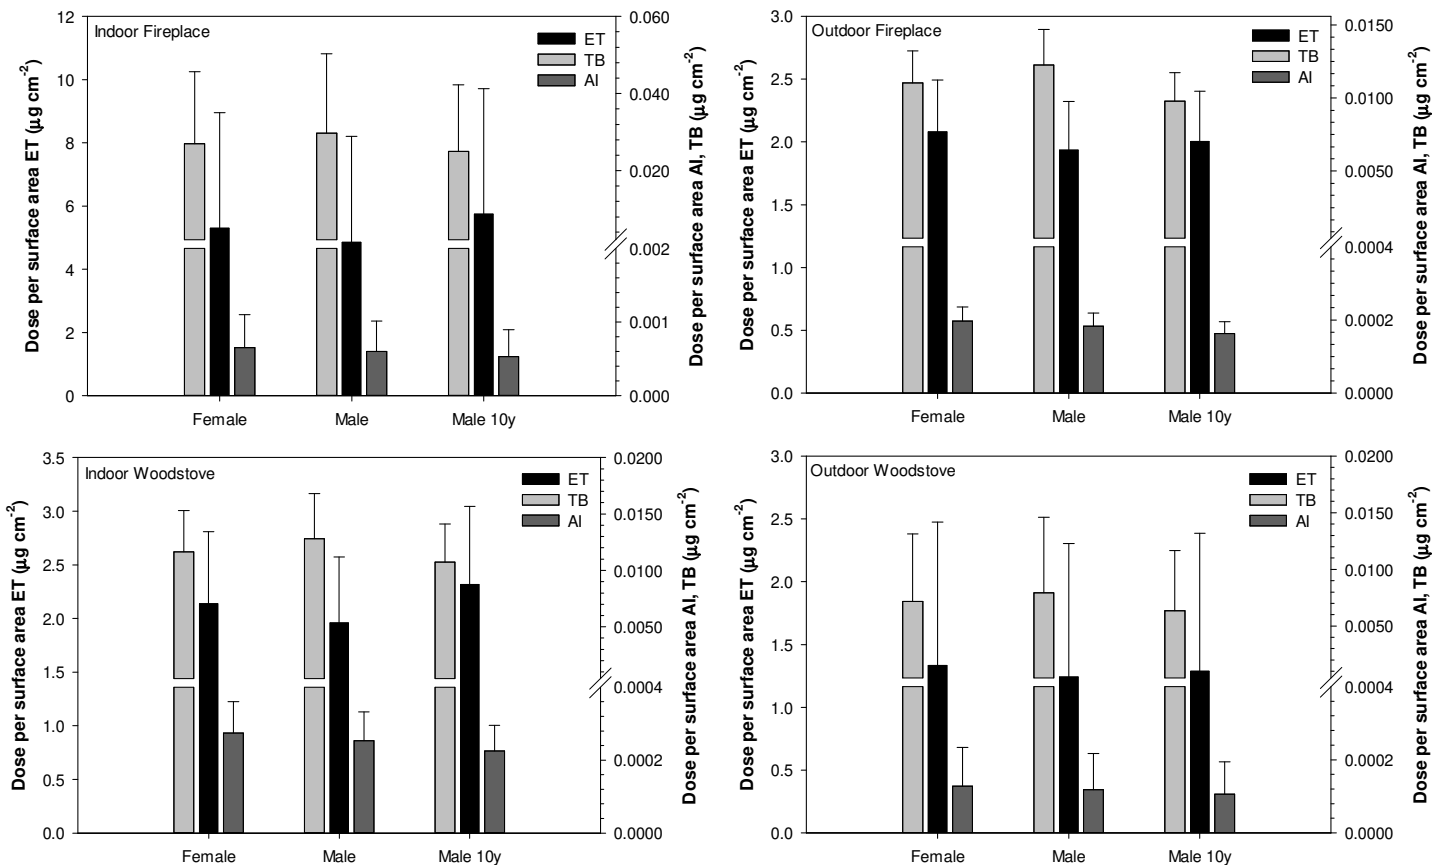 Indoor Fireplace
ET
TB
AI
Dose per surface area ET (μg cm⁻²)
12
10
8
6
4
2
0
Dose per surface area AI, TB (μg cm⁻²)
0.060
0.040
0.020
0.002
0.001
0.000
Female
Male
Male 10y
Outdoor Fireplace
ET
TB
AI
Dose per surface area ET (μg cm⁻²)
3.0
2.5
2.0
1.5
1.0
0.5
0.0
Dose per surface area AI, TB (μg cm⁻²)
0.0150
0.0100
0.0050
0.0004
0.0002
0.0000
Female
Male
Male 10y
Indoor Woodstove
ET
TB
AI
Dose per surface area ET (μg cm⁻²)
3.5
3.0
2.5
2.0
1.5
1.0
0.5
0.0
Dose per surface area AI, TB (μg cm⁻²)
0.0200
0.0150
0.0100
0.0050
0.0004
0.0002
0.0000
Female
Male
Male 10y
Outdoor Woodstove
ET
TB
AI
Dose per surface area ET (μg cm⁻²)
3.0
2.5
2.0
1.5
1.0
0.5
0.0
Dose per surface area AI, TB (μg cm⁻²)
0.0200
0.0150
0.0100
0.0050
0.0004
0.0002
0.0000
Female
Male
Male 10y